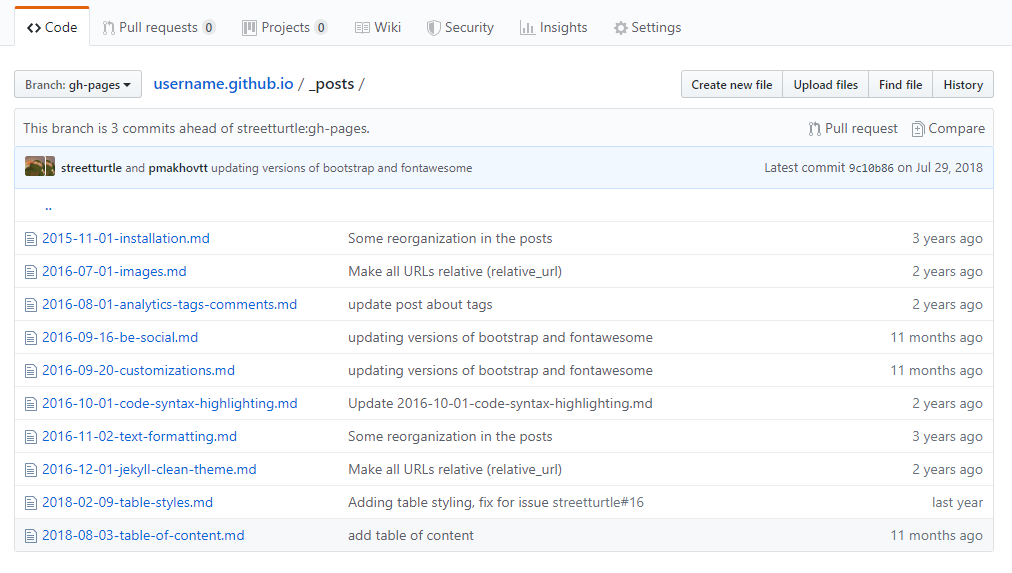 Code Pull requests 0 Projects 0 Wiki Security Insights Settings
Branch: gh-pages username.github.io / _posts / Create new file Upload files Find file History
This branch is 3 commits ahead of streetturtle:gh-pages. Pull request Compare
streetturtle and pmakhovtt updating versions of bootstrap and fontawesome Latest commit 9c10b86 on Jul 29, 2018
..
2015-11-01-installation.md Some reorganization in the posts 3 years ago
2016-07-01-images.md Make all URLs relative (relative_url) 2 years ago
2016-08-01-analytics-tags-comments.md update post about tags 2 years ago
2016-09-16-be-social.md updating versions of bootstrap and fontawesome 11 months ago
2016-09-20-customizations.md updating versions of bootstrap and fontawesome 11 months ago
2016-10-01-code-syntax-highlighting.md Update 2016-10-01-code-syntax-highlighting.md 2 years ago
2016-11-02-text-formatting.md Some reorganization in the posts 3 years ago
2016-12-01-jekyll-clean-theme.md Make all URLs relative (relative_url) 2 years ago
2018-02-09-table-styles.md Adding table styling, fix for issue streetturtle#16 last year
2018-08-03-table-of-content.md add table of content 11 months ago